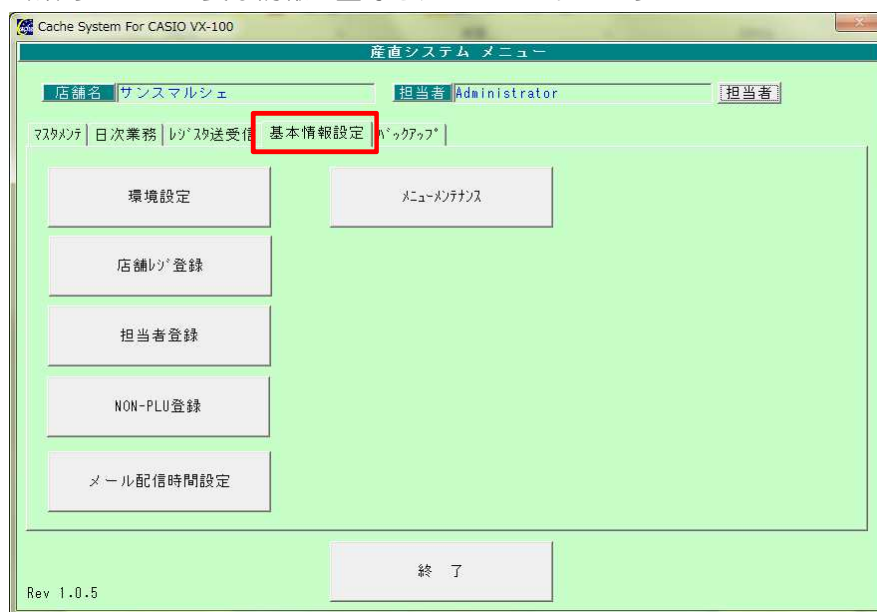 Cache System For CASIO VX-100
産直システム メニュー
店舗名 サンスマルシェ 担当者 Administrator 担当者
ﾏｽﾀﾒﾝﾃ 日次業務 ﾚｼﾞｽﾀ送受信 基本情報設定 ﾊﾞｯｸｱｯﾌﾟ
環境設定 ﾒﾆｭｰﾒﾝﾃﾅﾝｽ
店舗ﾚｼﾞ登録
担当者登録
NON-PLU登録
メール配信時間設定
終 了
Rev 1.0.5